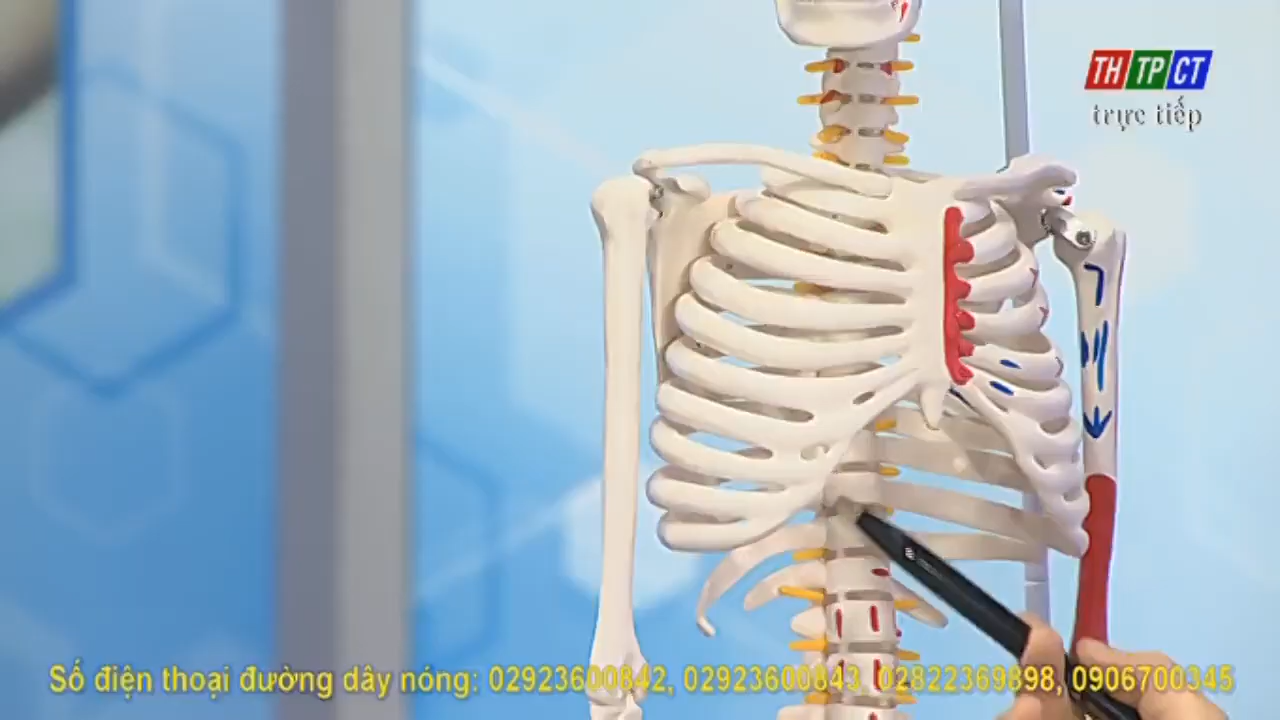 THTPCT
trực tiếp
Số điện thoại đường dây nóng: 02923600842, 02923600843, 02822369898, 0906700345